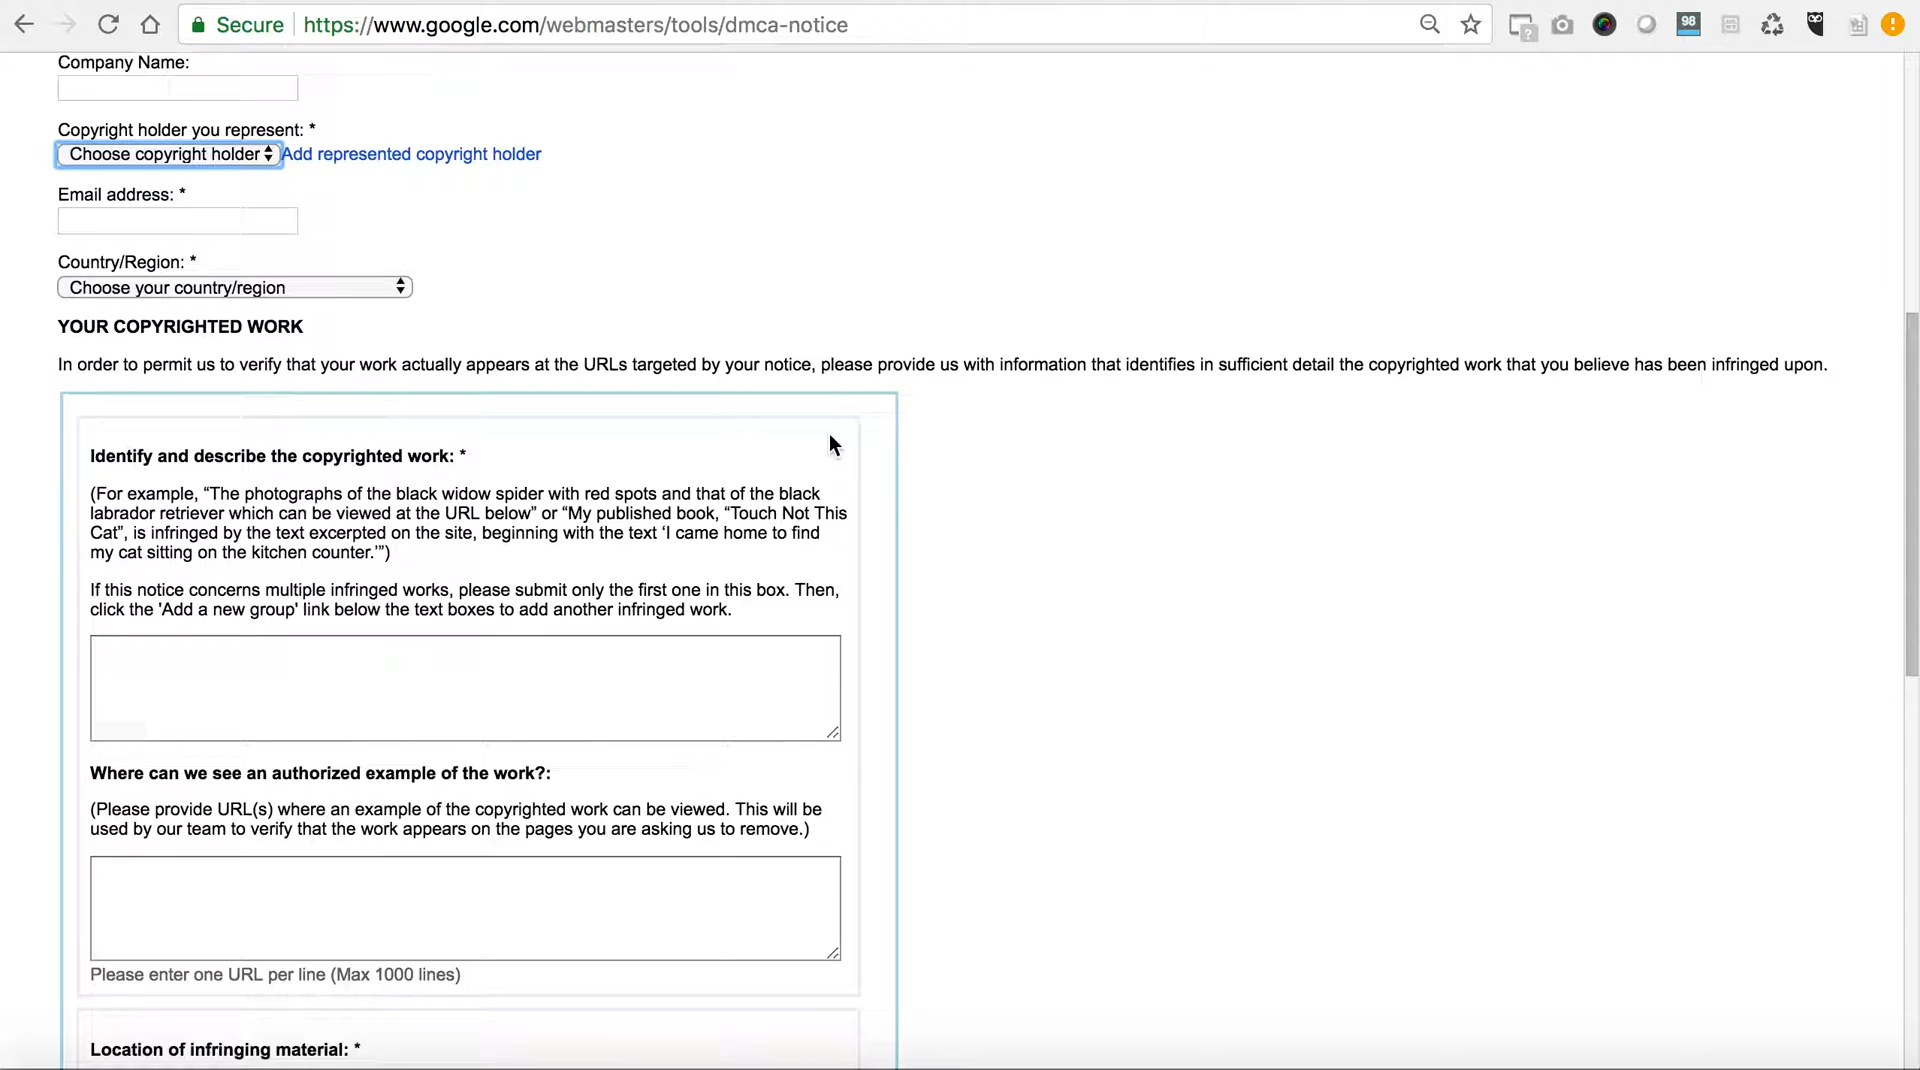 Secure https://www.google.com/webmasters/tools/dmca-notice
98
Company Name:
Copyright holder you represent: *
Choose copyright holder Add represented copyright holder
Email address: *
Country/Region: *
Choose your country/region
YOUR COPYRIGHTED WORK
In order to permit us to verify that your work actually appears at the URLs targeted by your notice, please provide us with information that identifies in sufficient detail the copyrighted work that you believe has been infringed upon.
Identify and describe the copyrighted work: *
(For example, “The photographs of the black widow spider with red spots and that of the black
labrador retriever which can be viewed at the URL below” or “My published book, “Touch Not This
Cat”, is infringed by the text excerpted on the site, beginning with the text ‘I came home to find
my cat sitting on the kitchen counter.’”)
If this notice concerns multiple infringed works, please submit only the first one in this box. Then,
click the 'Add a new group' link below the text boxes to add another infringed work.
Where can we see an authorized example of the work?:
(Please provide URL(s) where an example of the copyrighted work can be viewed. This will be
used by our team to verify that the work appears on the pages you are asking us to remove.)
Please enter one URL per line (Max 1000 lines)
Location of infringing material: *